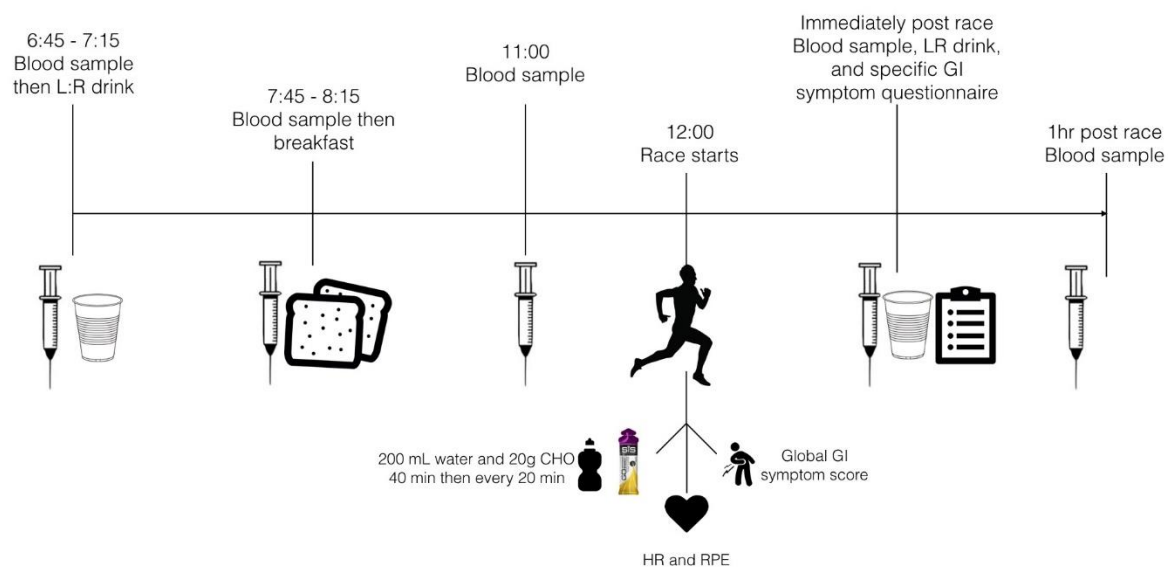 6:45 - 7:15
Blood sample
then L:R drink
7:45 - 8:15
Blood sample then
breakfast
11:00
Blood sample
12:00
Race starts
Immediately post race
Blood sample, LR drink,
and specific GI
symptom questionnaire
1hr post race
Blood sample
200 mL water and 20g CHO
40 min then every 20 min
SiS
Global GI
symptom score
HR and RPE